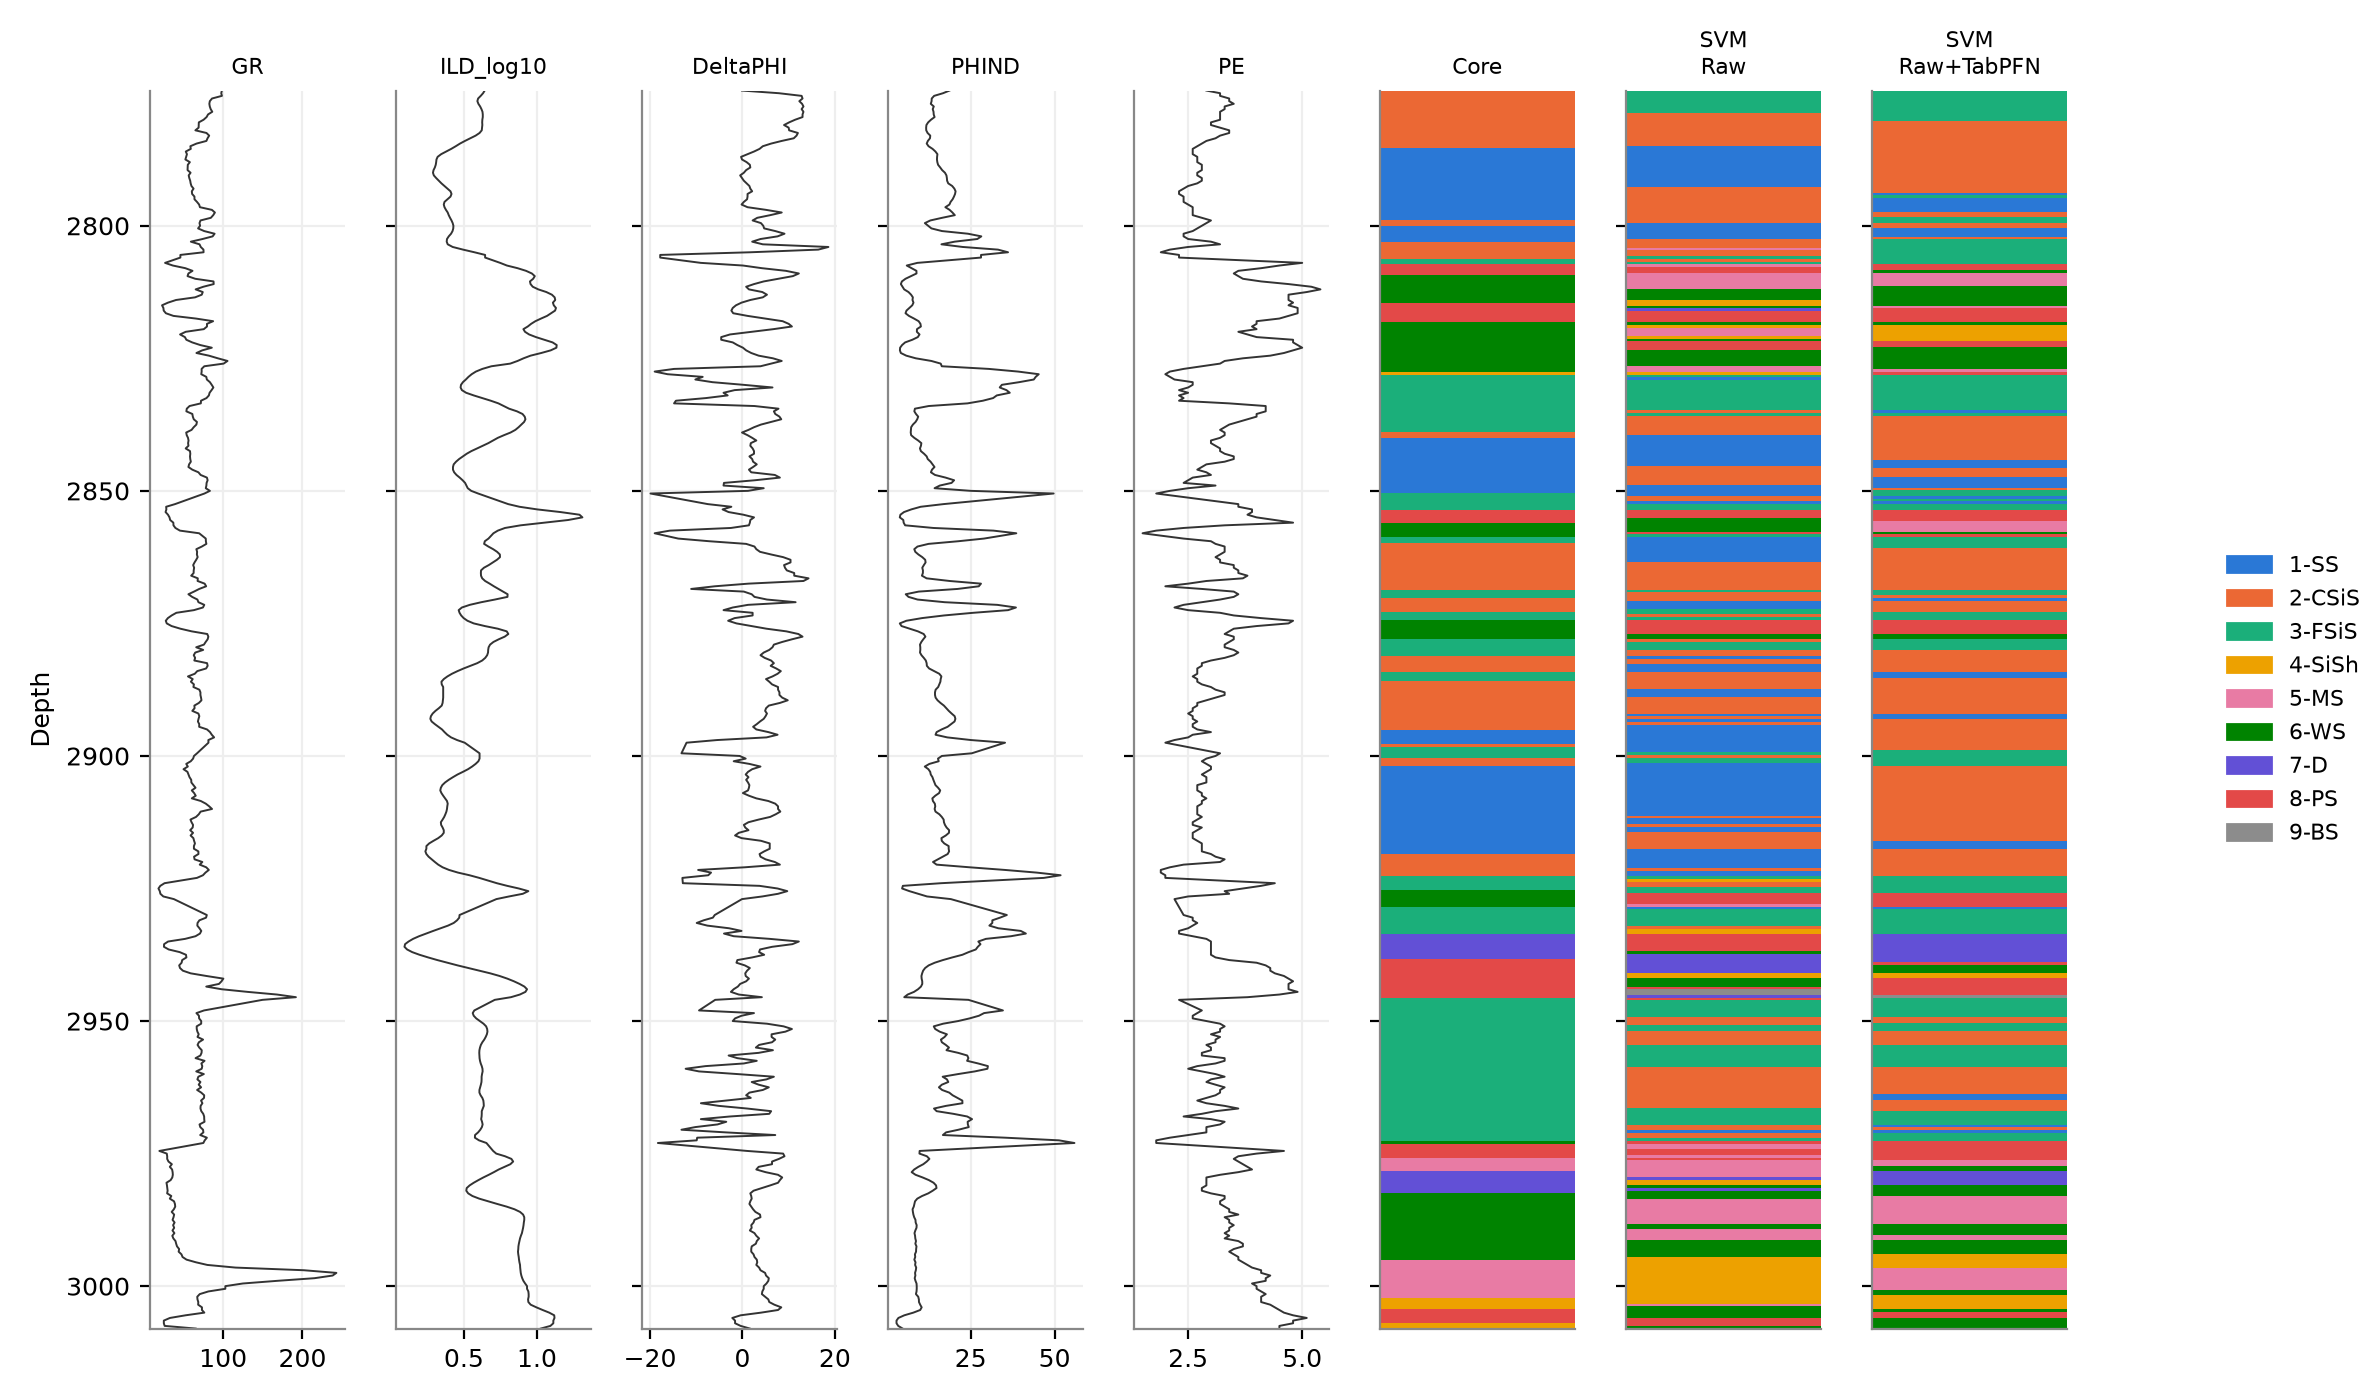 GR
ILD_log10
DeltaPHI
PHIND
PE
Core
SVM
Raw
SVM
Raw+TabPFN
2800
2850
2900
2950
3000
Depth
100 200
0.5 1.0
−20 0 20
25 50
2.5 5.0
1-SS
2-CSiS
3-FSiS
4-SiSh
5-MS
6-WS
7-D
8-PS
9-BS